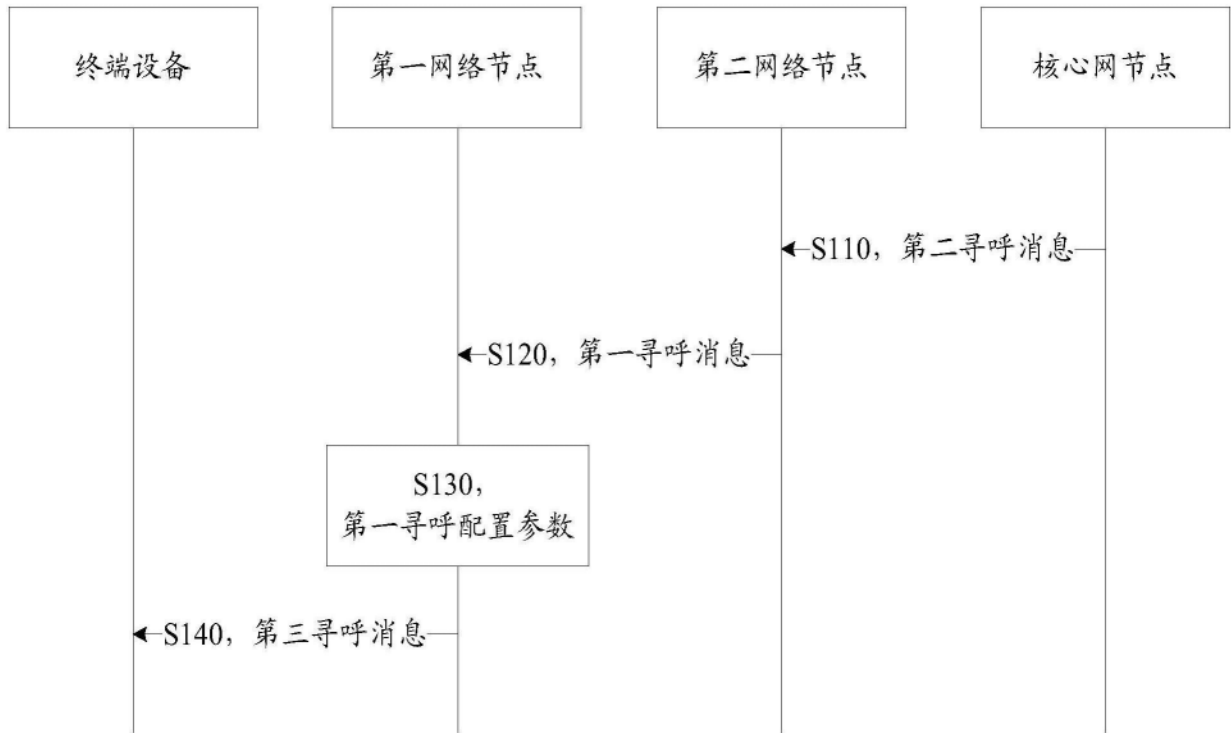 终端设备
第一网络节点
第二网络节点
核心网节点
S110，第二寻呼消息
S120，第一寻呼消息
S130，
第一寻呼配置参数
S140，第三寻呼消息